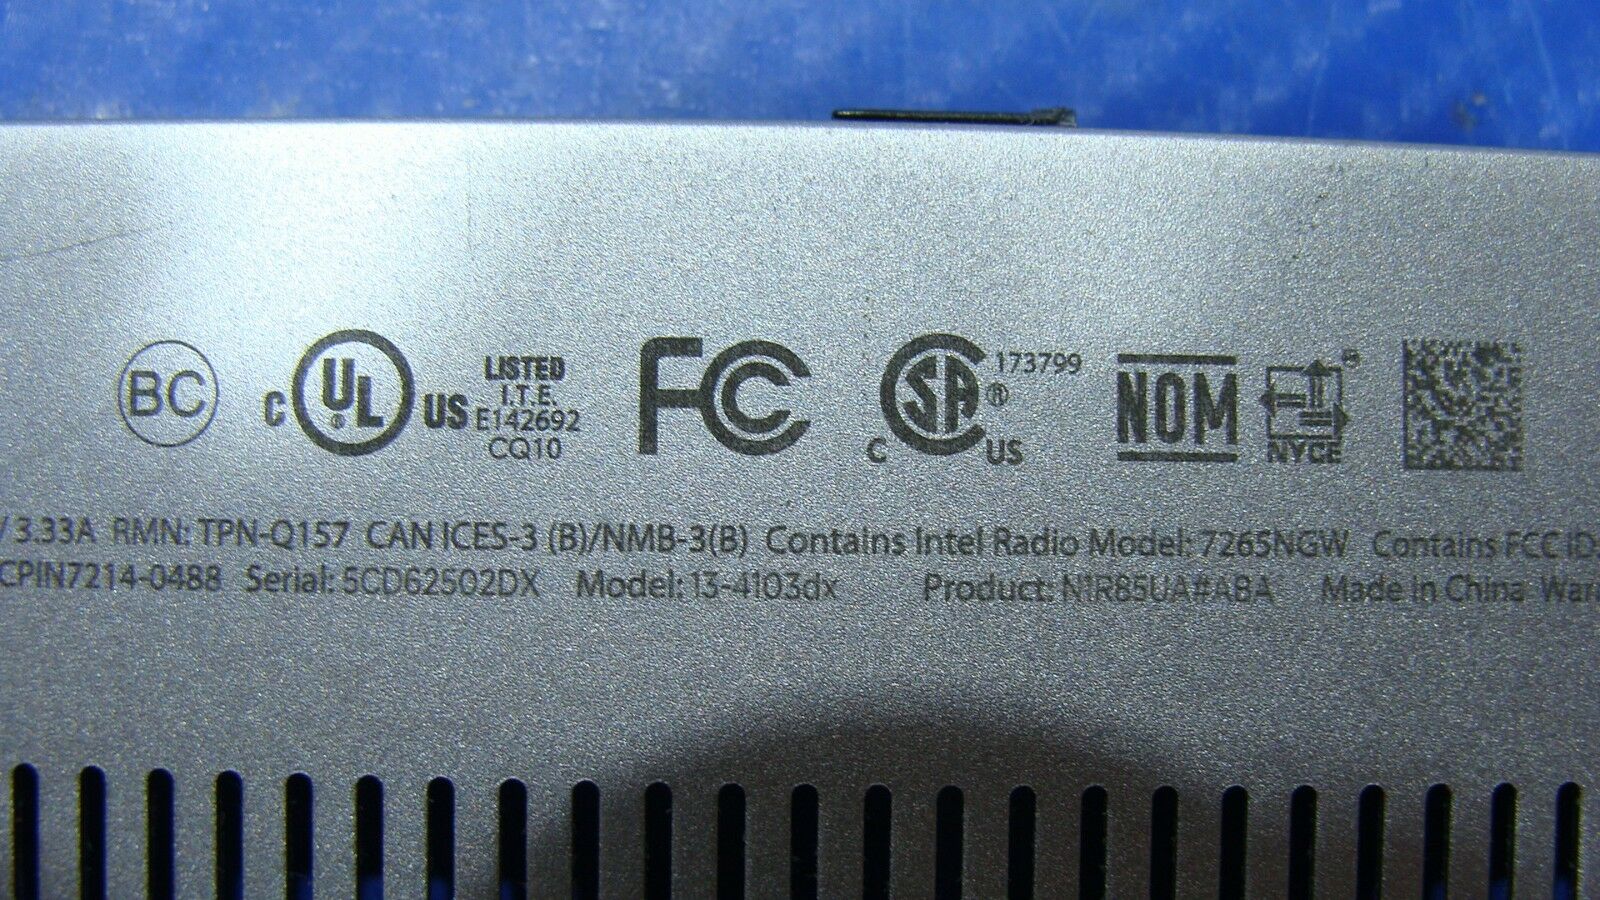 BC
C UL ® US
LISTED
I.T.E.
E142692
CQ10
FC
C SA ® US
173799
NOM
NYCE
/ 3.33A RMN: TPN-Q157 CAN ICES-3 (B)/NMB-3(B) Contains Intel Radio Model: 7265NGW Contains FCC ID:
CPIN7214-0488 Serial: 5CD62502DX Model: 13-4103dx Product: N1R85UA#ABA Made in China Warr